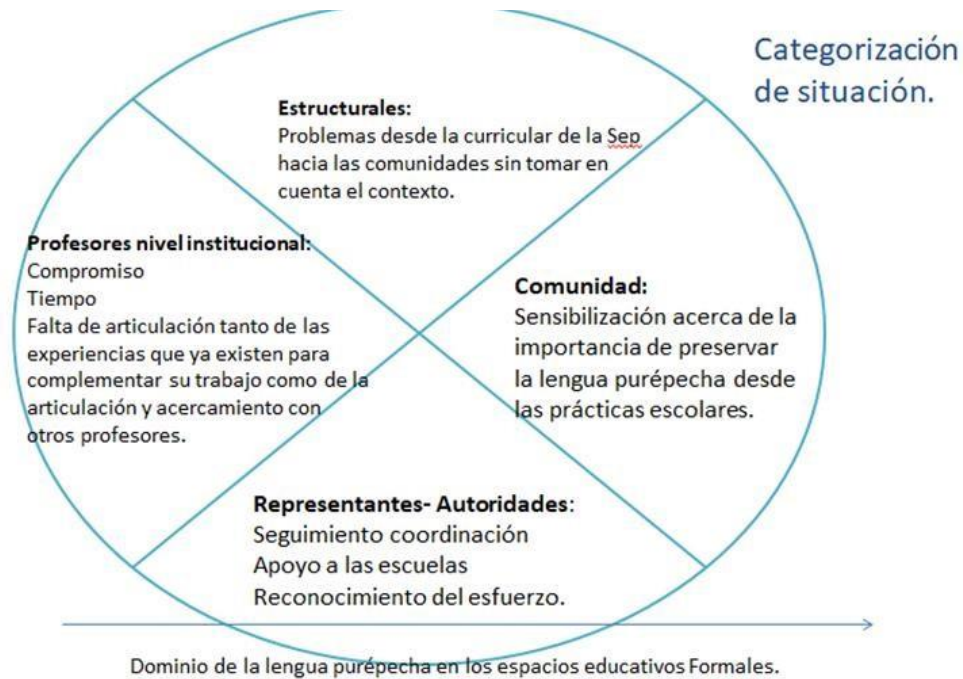 Categorización
de situación.
Estructurales:
Problemas desde la curricular de la Sep
hacia las comunidades sin tomar en
cuenta el contexto.
Profesores nivel institucional:
Compromiso
Tiempo
Falta de articulación tanto de las
experiencias que ya existen para
complementar su trabajo como de la
articulación y acercamiento con
otros profesores.
Comunidad:
Sensibilización acerca de la
importancia de preservar
la lengua purépecha desde
las prácticas escolares.
Representantes- Autoridades:
Seguimiento coordinación
Apoyo a las escuelas
Reconocimiento del esfuerzo.
Dominio de la lengua purépecha en los espacios educativos Formales.